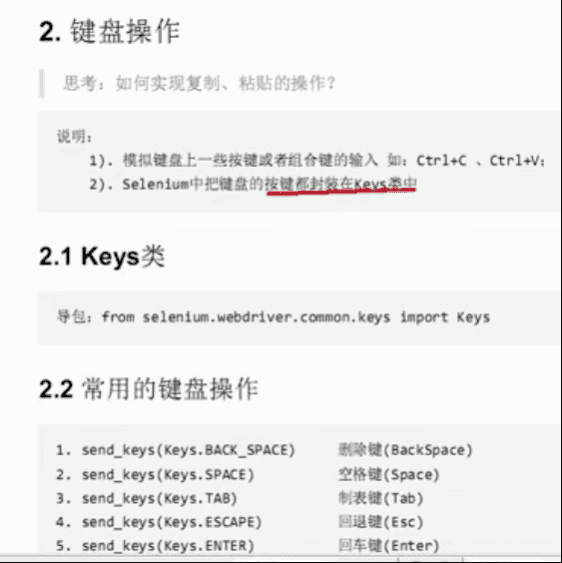 2. 键盘操作
思考：如何实现复制、粘贴的操作？
说明：
1). 模拟键盘上一些按键或者组合键的输入 如：Ctrl+C 、Ctrl+V；
2). Selenium中把键盘的按键都封装在Keys类中
2.1 Keys类
导包：from selenium.webdriver.common.keys import Keys
2.2 常用的键盘操作
1. send_keys(Keys.BACK_SPACE) 删除键(BackSpace)
2. send_keys(Keys.SPACE) 空格键(Space)
3. send_keys(Keys.TAB) 制表键(Tab)
4. send_keys(Keys.ESCAPE) 回退键(Esc)
5. send_keys(Keys.ENTER) 回车键(Enter)